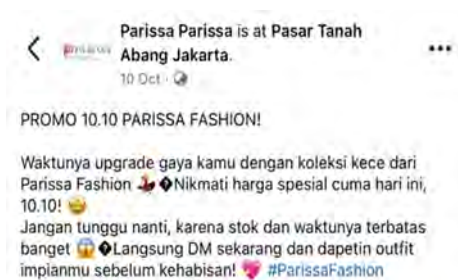 Parissa Parissa is at Pasar Tanah
Abang Jakarta.
10 Oct ·
PROMO 10.10 PARISSA FASHION!
Waktunya upgrade gaya kamu dengan koleksi kece dari
Parissa Fashion 💃�Nikmati harga spesial cuma hari ini,
10.10! 🤩
Jangan tunggu nanti, karena stok dan waktunya terbatas
banget 😱�Langsung DM sekarang dan dapetin outfit
impianmu sebelum kehabisan! 💖 #ParissaFashion